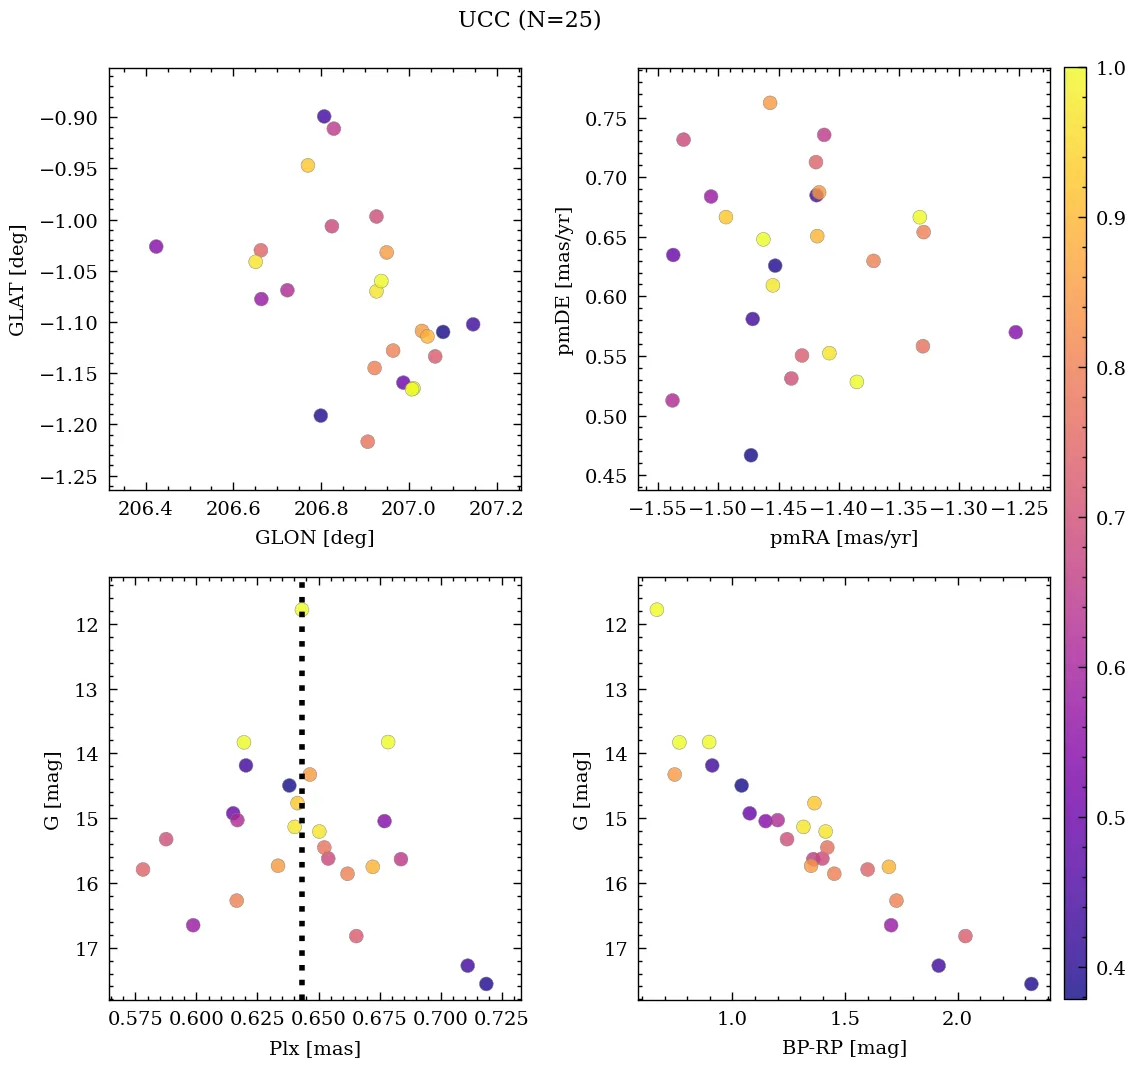 UCC (N=25)
−0.90
−0.95
−1.00
−1.05
−1.10
−1.15
−1.20
−1.25
GLAT [deg]
206.4 206.6 206.8 207.0 207.2
GLON [deg]
0.75
0.70
0.65
0.60
0.55
0.50
0.45
pmDE [mas/yr]
−1.55 −1.50 −1.45 −1.40 −1.35 −1.30 −1.25
pmRA [mas/yr]
12
13
14
15
16
17
G [mag]
0.575 0.600 0.625 0.650 0.675 0.700 0.725
Plx [mas]
12
13
14
15
16
17
G [mag]
1.0 1.5 2.0
BP-RP [mag]
1.0
0.9
0.8
0.7
0.6
0.5
0.4